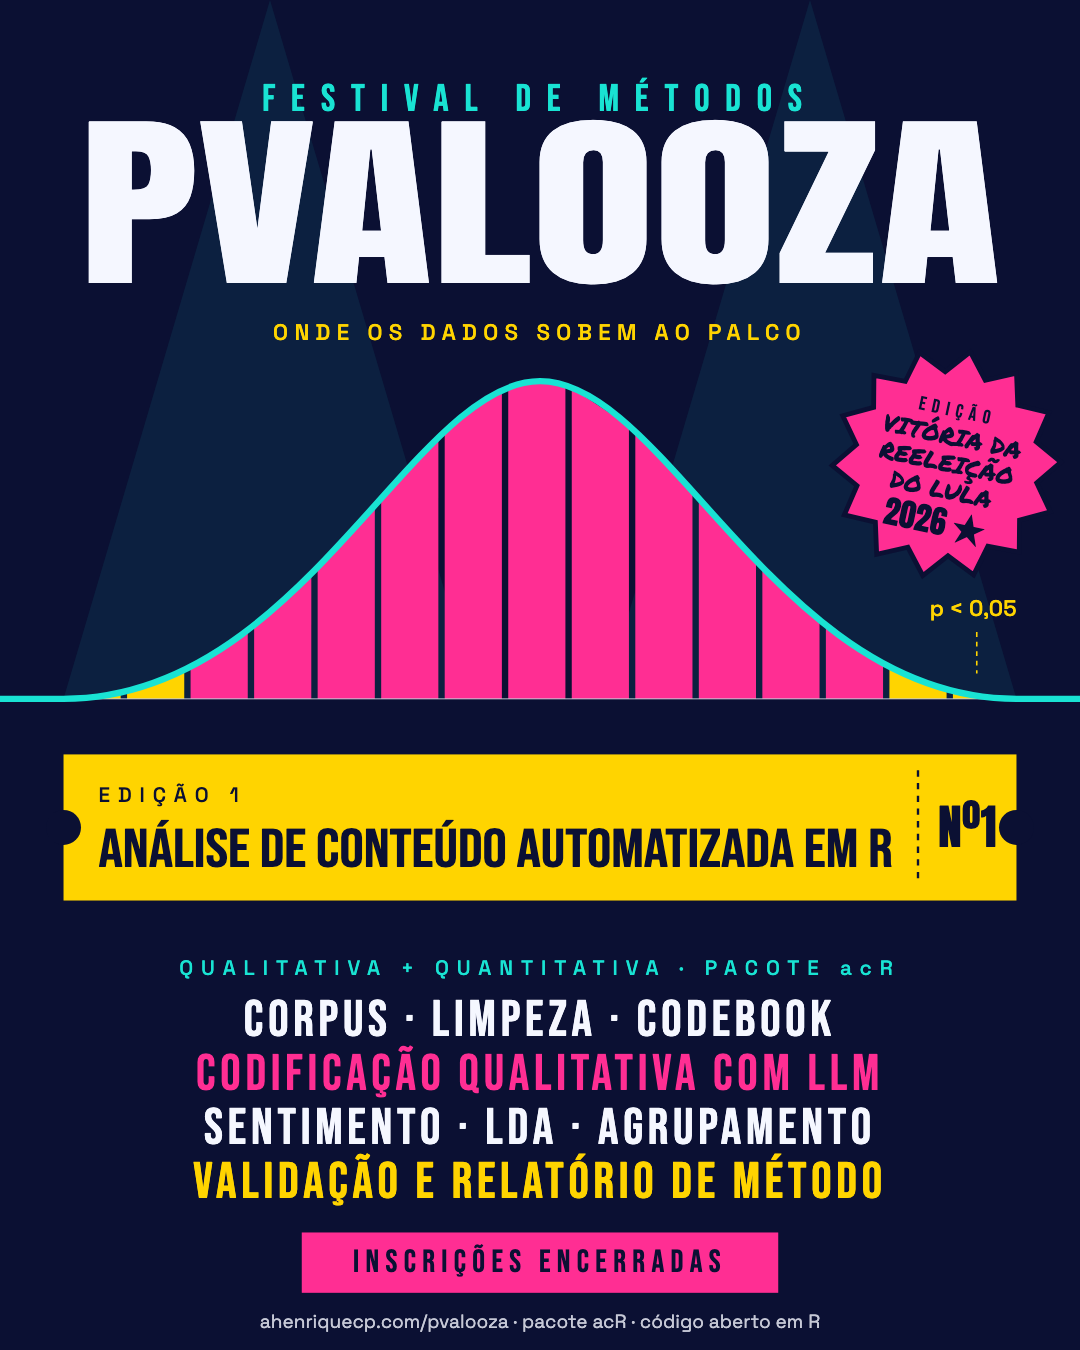 FESTIVAL DE MÉTODOS
PVALOOZA
ONDE OS DADOS SOBEM AO PALCO
EDIÇÃO
VITÓRIA DA
REELEIÇÃO
DO LULA
2026 ★
p < 0,05
EDIÇÃO 1
ANÁLISE DE CONTEÚDO AUTOMATIZADA EM R
Nº1
QUALITATIVA + QUANTITATIVA · PACOTE acR
CORPUS · LIMPEZA · CODEBOOK
CODIFICAÇÃO QUALITATIVA COM LLM
SENTIMENTO · LDA · AGRUPAMENTO
VALIDAÇÃO E RELATÓRIO DE MÉTODO
INSCRIÇÕES ENCERRADAS
ahenriquecp.com/pvalooza · pacote acR · código aberto em R